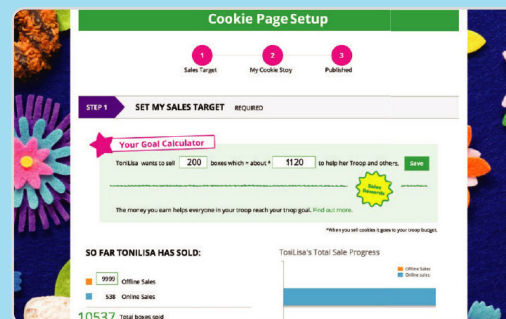 Cookie Page Setup
1 2 3
Sales Target My Cookie Stoy Published
STEP 1 SET MY SALES TARGET REQUIRED
Your Goal Calculator
ToniLisa wants to sell 200 boxes which = about * 1120 to help her Troop and others. Save
Sales
Rewards
The money you earn helps everyone in your troop reach your troop goal. Find out more.
*When you sell cookies it goes to your troop budget.
SO FAR TONILISA HAS SOLD:
ToniLisa's Total Sale Progress
9999 Offline Sales
538 Online Sales
Offline Sales
Online Sales
10537 Total boxes sold